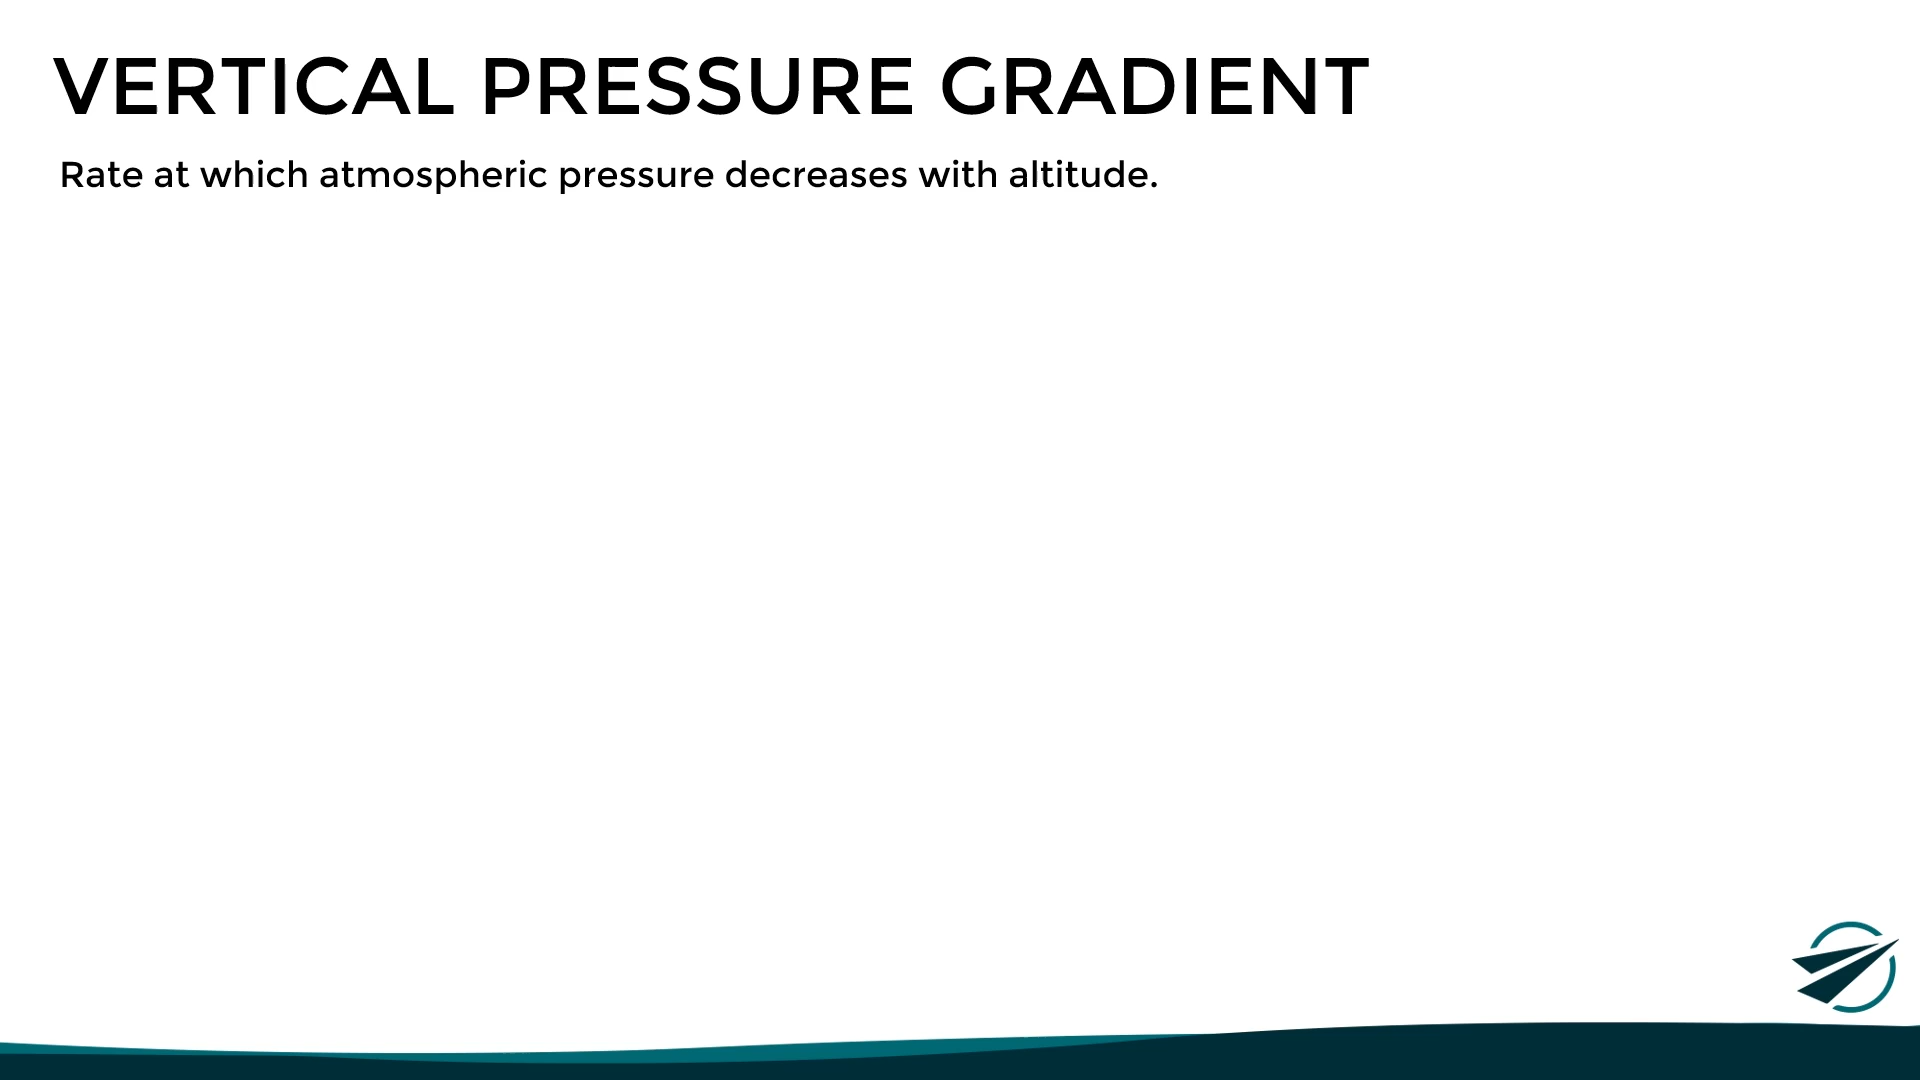 VERTICAL PRESSURE GRADIENT
Rate at which atmospheric pressure decreases with altitude.